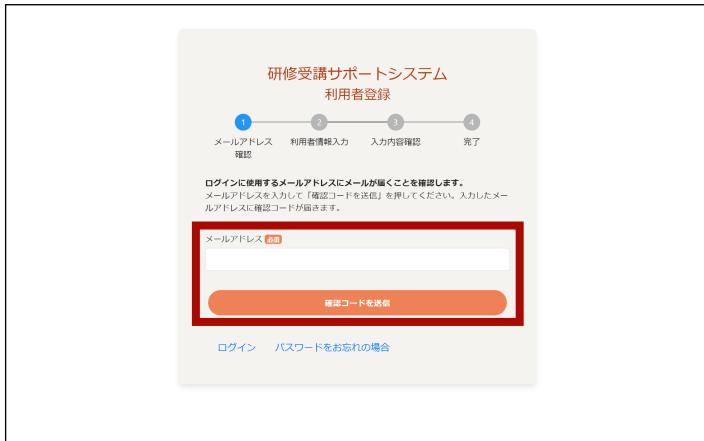 研修受講サポートシステム
利用者登録
1 2 3 4
メールアドレス 利用者情報入力 入力内容確認 完了
確認
ログインに使用するメールアドレスにメールが届くことを確認します。
メールアドレスを入力して「確認コードを送信」を押してください。入力したメー
ルアドレスに確認コードが届きます。
メールアドレス 必須
確認コードを送信
ログイン パスワードをお忘れの場合